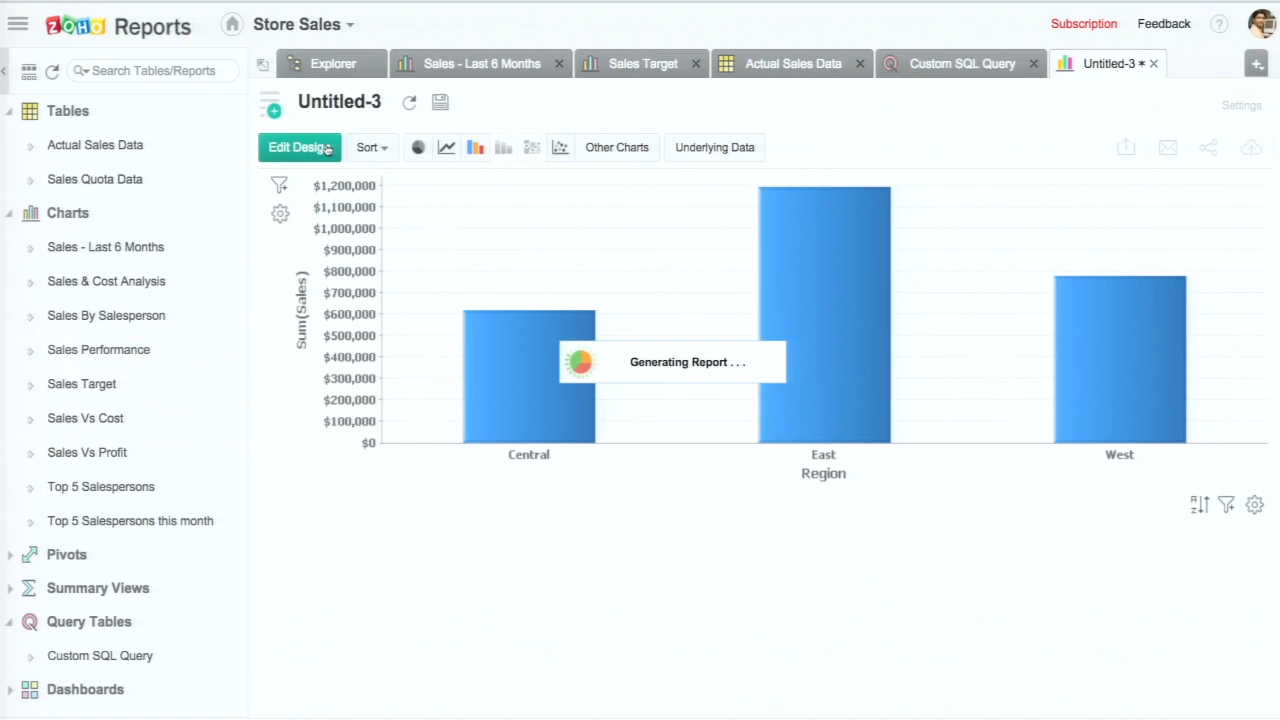 ZOHO Reports
Store Sales
Subscription
Feedback
?
Search Tables/Reports
Explorer
Sales - Last 6 Months
Sales Target
Actual Sales Data
Custom SQL Query
Untitled-3 *
Tables
Actual Sales Data
Sales Quota Data
Charts
Sales - Last 6 Months
Sales & Cost Analysis
Sales By Salesperson
Sales Performance
Sales Target
Sales Vs Cost
Sales Vs Profit
Top 5 Salespersons
Top 5 Salespersons this month
Pivots
Summary Views
Query Tables
Custom SQL Query
Dashboards
Untitled-3
Settings
Edit Design
Sort
Other Charts
Underlying Data
$1,200,000
$1,100,000
$1,000,000
$900,000
$800,000
$700,000
$600,000
$500,000
$400,000
$300,000
$200,000
$100,000
$0
Sum(Sales)
Generating Report . . .
Central
East
West
Region